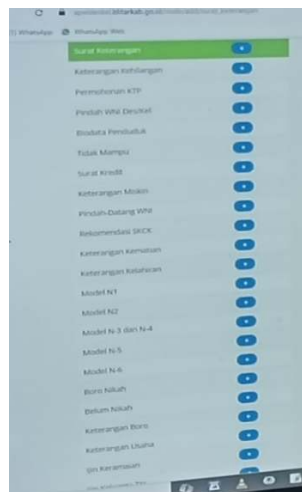 WhatsApp WhatsApp Web
Surat Keterangan
Keterangan Kehilangan
Permohonan KTP
Pindah WNI Des/Kel
Biodata Penduduk
Tidak Mampu
Surat Kredit
Keterangan Miskin
Pindah-Datang WNI
Rekomendasi SKCK
Keterangan Kematian
Keterangan Kelahiran
Model N1
Model N2
Model N-3 dan N-4
Model N-5
Model N-6
Boro Nikah
Belum Nikah
Keterangan Boro
Keterangan Usaha
Ijin Keramaian